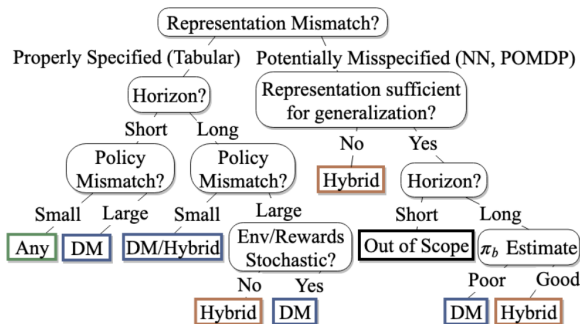 Representation Mismatch?
Properly Specified (Tabular)
Potentially Misspecified (NN, POMDP)
Horizon?
Representation sufficient
for generalization?
Short
Long
No
Yes
Policy
Mismatch?
Policy
Mismatch?
Hybrid
Horizon?
Small
Large
Small
Large
Short
Long
Any
DM
DM/Hybrid
Env/Rewards
Stochastic?
Out of Scope
π_b Estimate
No
Yes
Poor
Good
Hybrid
DM
DM
Hybrid